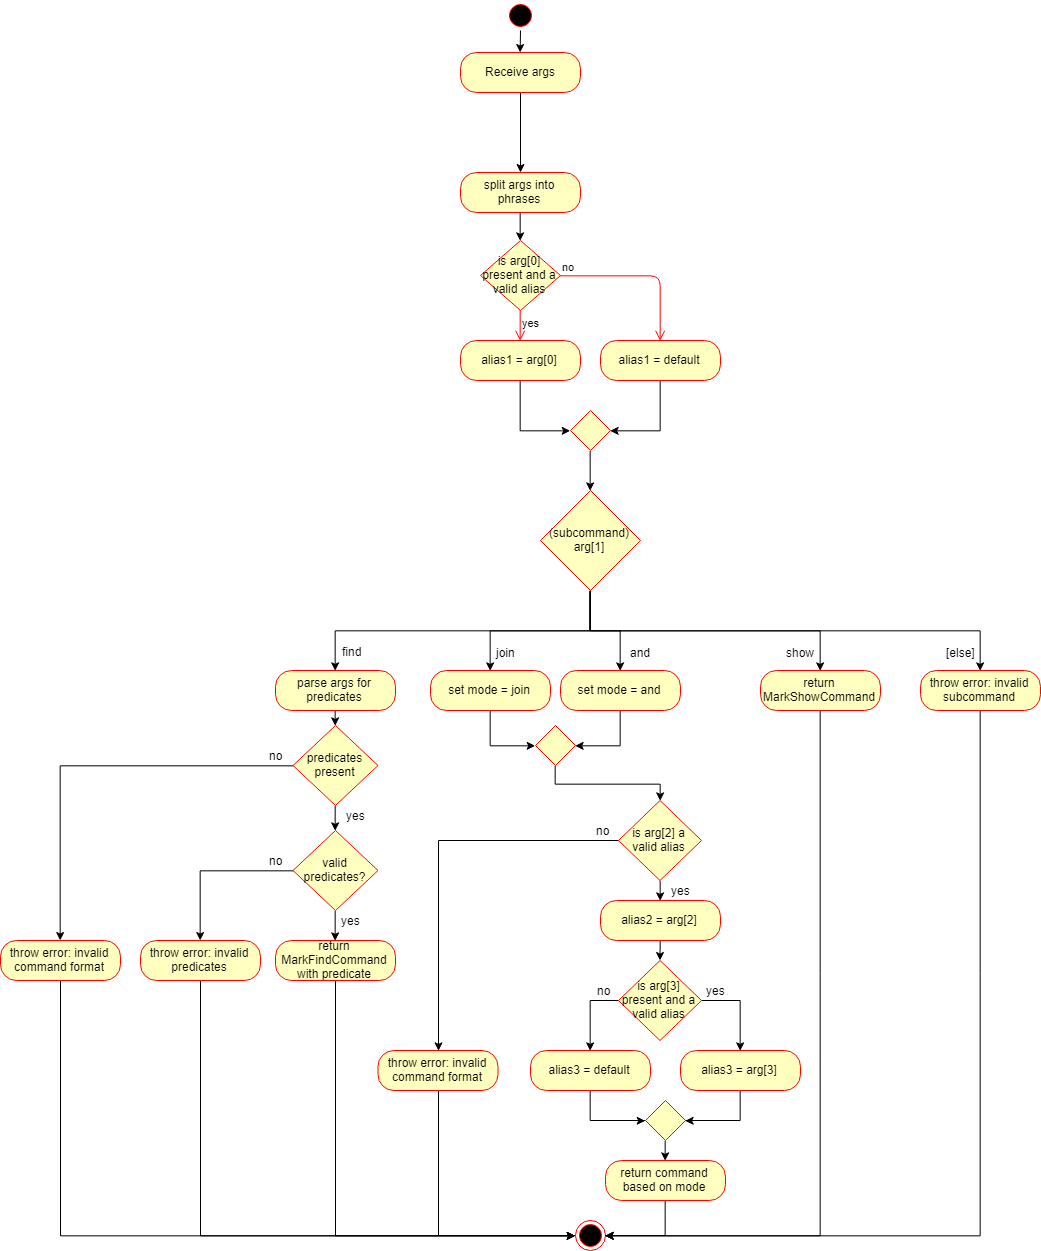 Receive args
split args into
phrases
is arg[0]
present and a
valid alias
no
yes
alias1 = arg[0]
alias1 = default
(subcommand)
arg[1]
find
join
and
show
[else]
parse args for
predicates
set mode = join
set mode = and
return
MarkShowCommand
throw error: invalid
subcommand
predicates
present
no
yes
is arg[2] a
valid alias
no
yes
valid
predicates?
no
yes
alias2 = arg[2]
throw error: invalid
command format
throw error: invalid
predicates
return
MarkFindCommand
with predicate
is arg[3]
present and a
valid alias
no
yes
throw error: invalid
command format
alias3 = default
alias3 = arg[3]
return command
based on mode